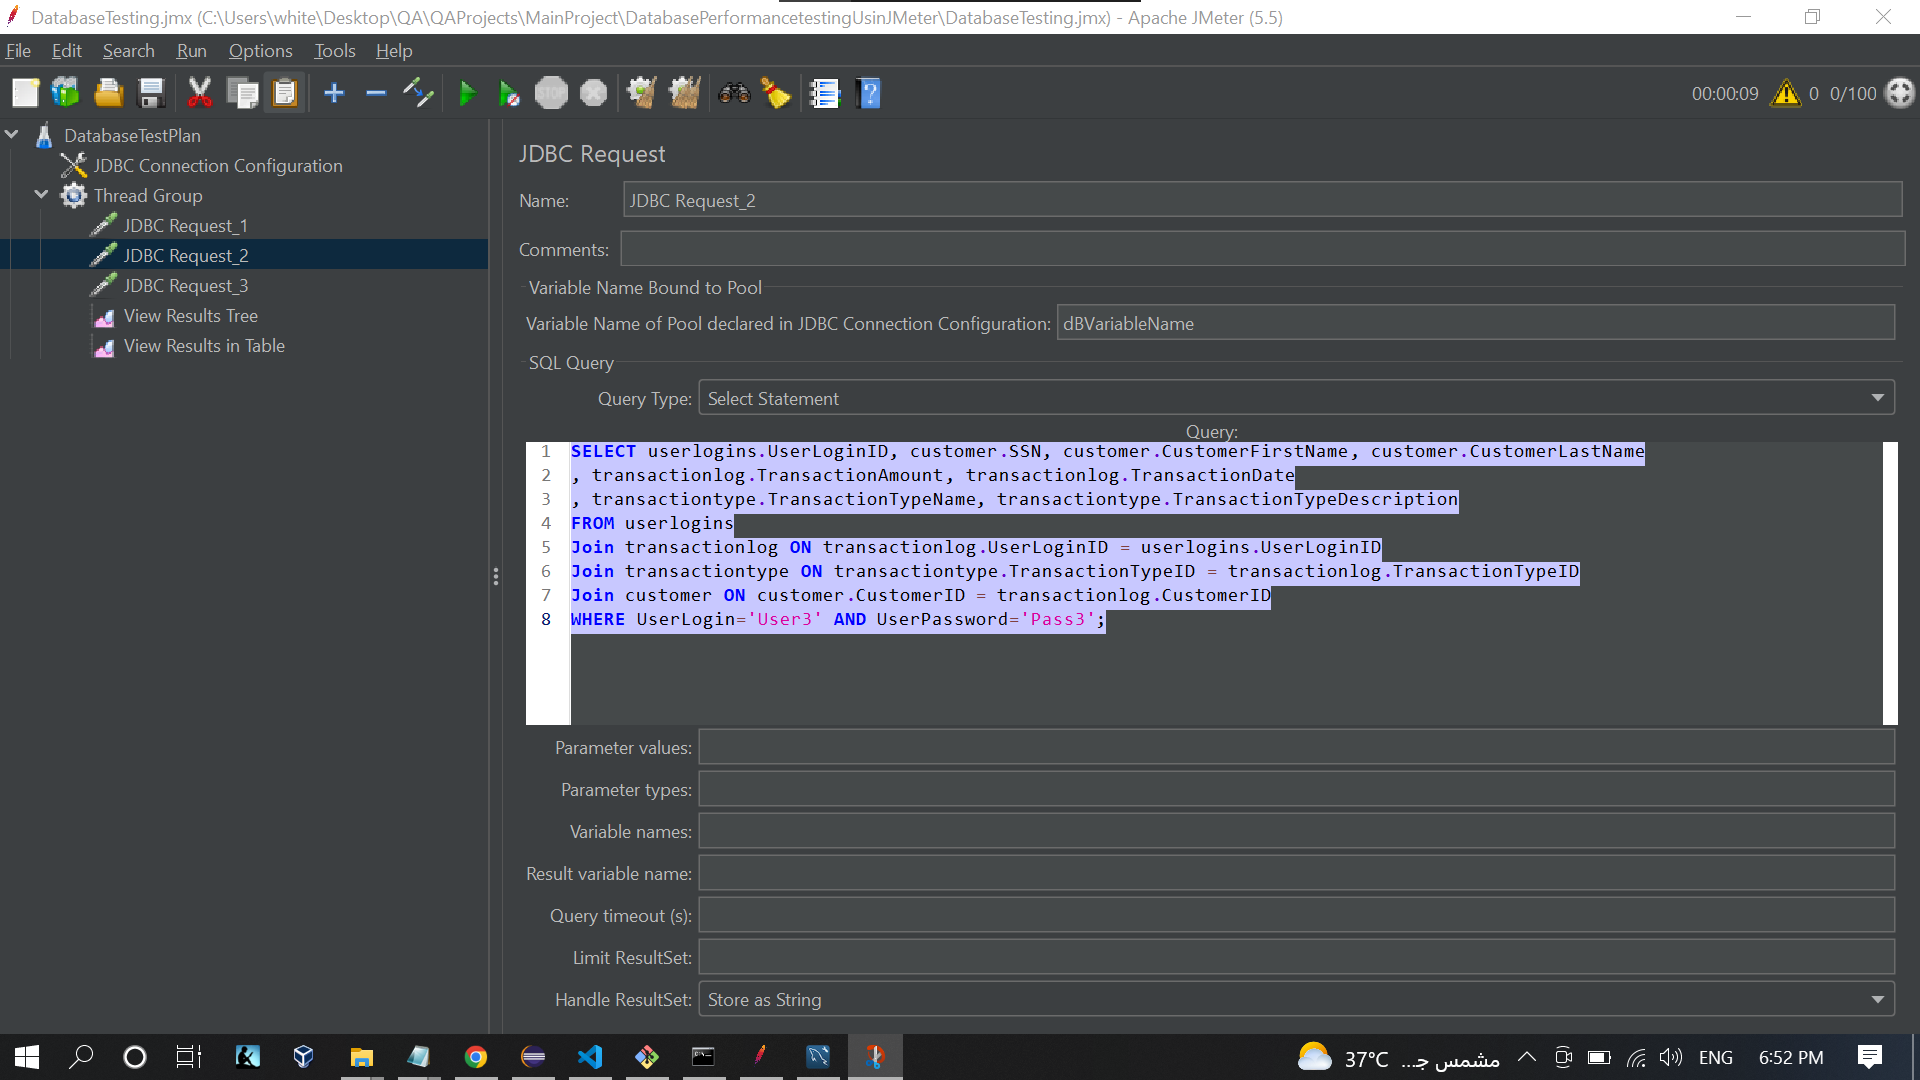 DatabaseTesting.jmx (C:\Users\white\Desktop\QA\QAProjects\MainProject\DatabasePerformancetestingUsinJMeter\DatabaseTesting.jmx) - Apache JMeter (5.5)
File Edit Search Run Options Tools Help
STOP
00:00:09 0 0/100
DatabaseTestPlan
JDBC Connection Configuration
Thread Group
JDBC Request_1
JDBC Request_2
JDBC Request_3
View Results Tree
View Results in Table
JDBC Request
Name: JDBC Request_2
Comments:
Variable Name Bound to Pool
Variable Name of Pool declared in JDBC Connection Configuration: dBVariableName
SQL Query
Query Type: Select Statement
Query:
1 SELECT userlogins.UserLoginID, customer.SSN, customer.CustomerFirstName, customer.CustomerLastName
2 , transactionlog.TransactionAmount, transactionlog.TransactionDate
3 , transactiontype.TransactionTypeName, transactiontype.TransactionTypeDescription
4 FROM userlogins
5 Join transactionlog ON transactionlog.UserLoginID = userlogins.UserLoginID
6 Join transactiontype ON transactiontype.TransactionTypeID = transactionlog.TransactionTypeID
7 Join customer ON customer.CustomerID = transactionlog.CustomerID
8 WHERE UserLogin='User3' AND UserPassword='Pass3';
Parameter values:
Parameter types:
Variable names:
Result variable name:
Query timeout (s):
Limit ResultSet:
Handle ResultSet: Store as String
37°C مشمس جـ... ENG 6:52 PM